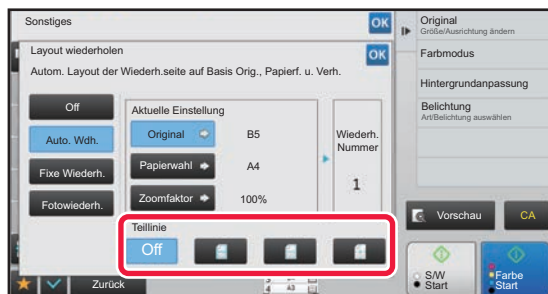 Sonstiges
OK
Layout wiederholen
OK
Autom. Layout der Wiederh.seite auf Basis Orig., Papierf. u. Verh.
Off
Auto. Wdh.
Fixe Wiederh.
Fotowiederh.
Aktuelle Einstellung
Original
B5
Papierwahl
A4
Zoomfaktor
100%
Wiederh.
Nummer
1
Teillinie
Off
Zurück
A3
4
Original
Größe/Ausrichtung ändern
Farbmodus
Hintergrundanpassung
Belichtung
Art/Belichtung auswählen
Vorschau
CA
S/W
Start
Farbe
Start